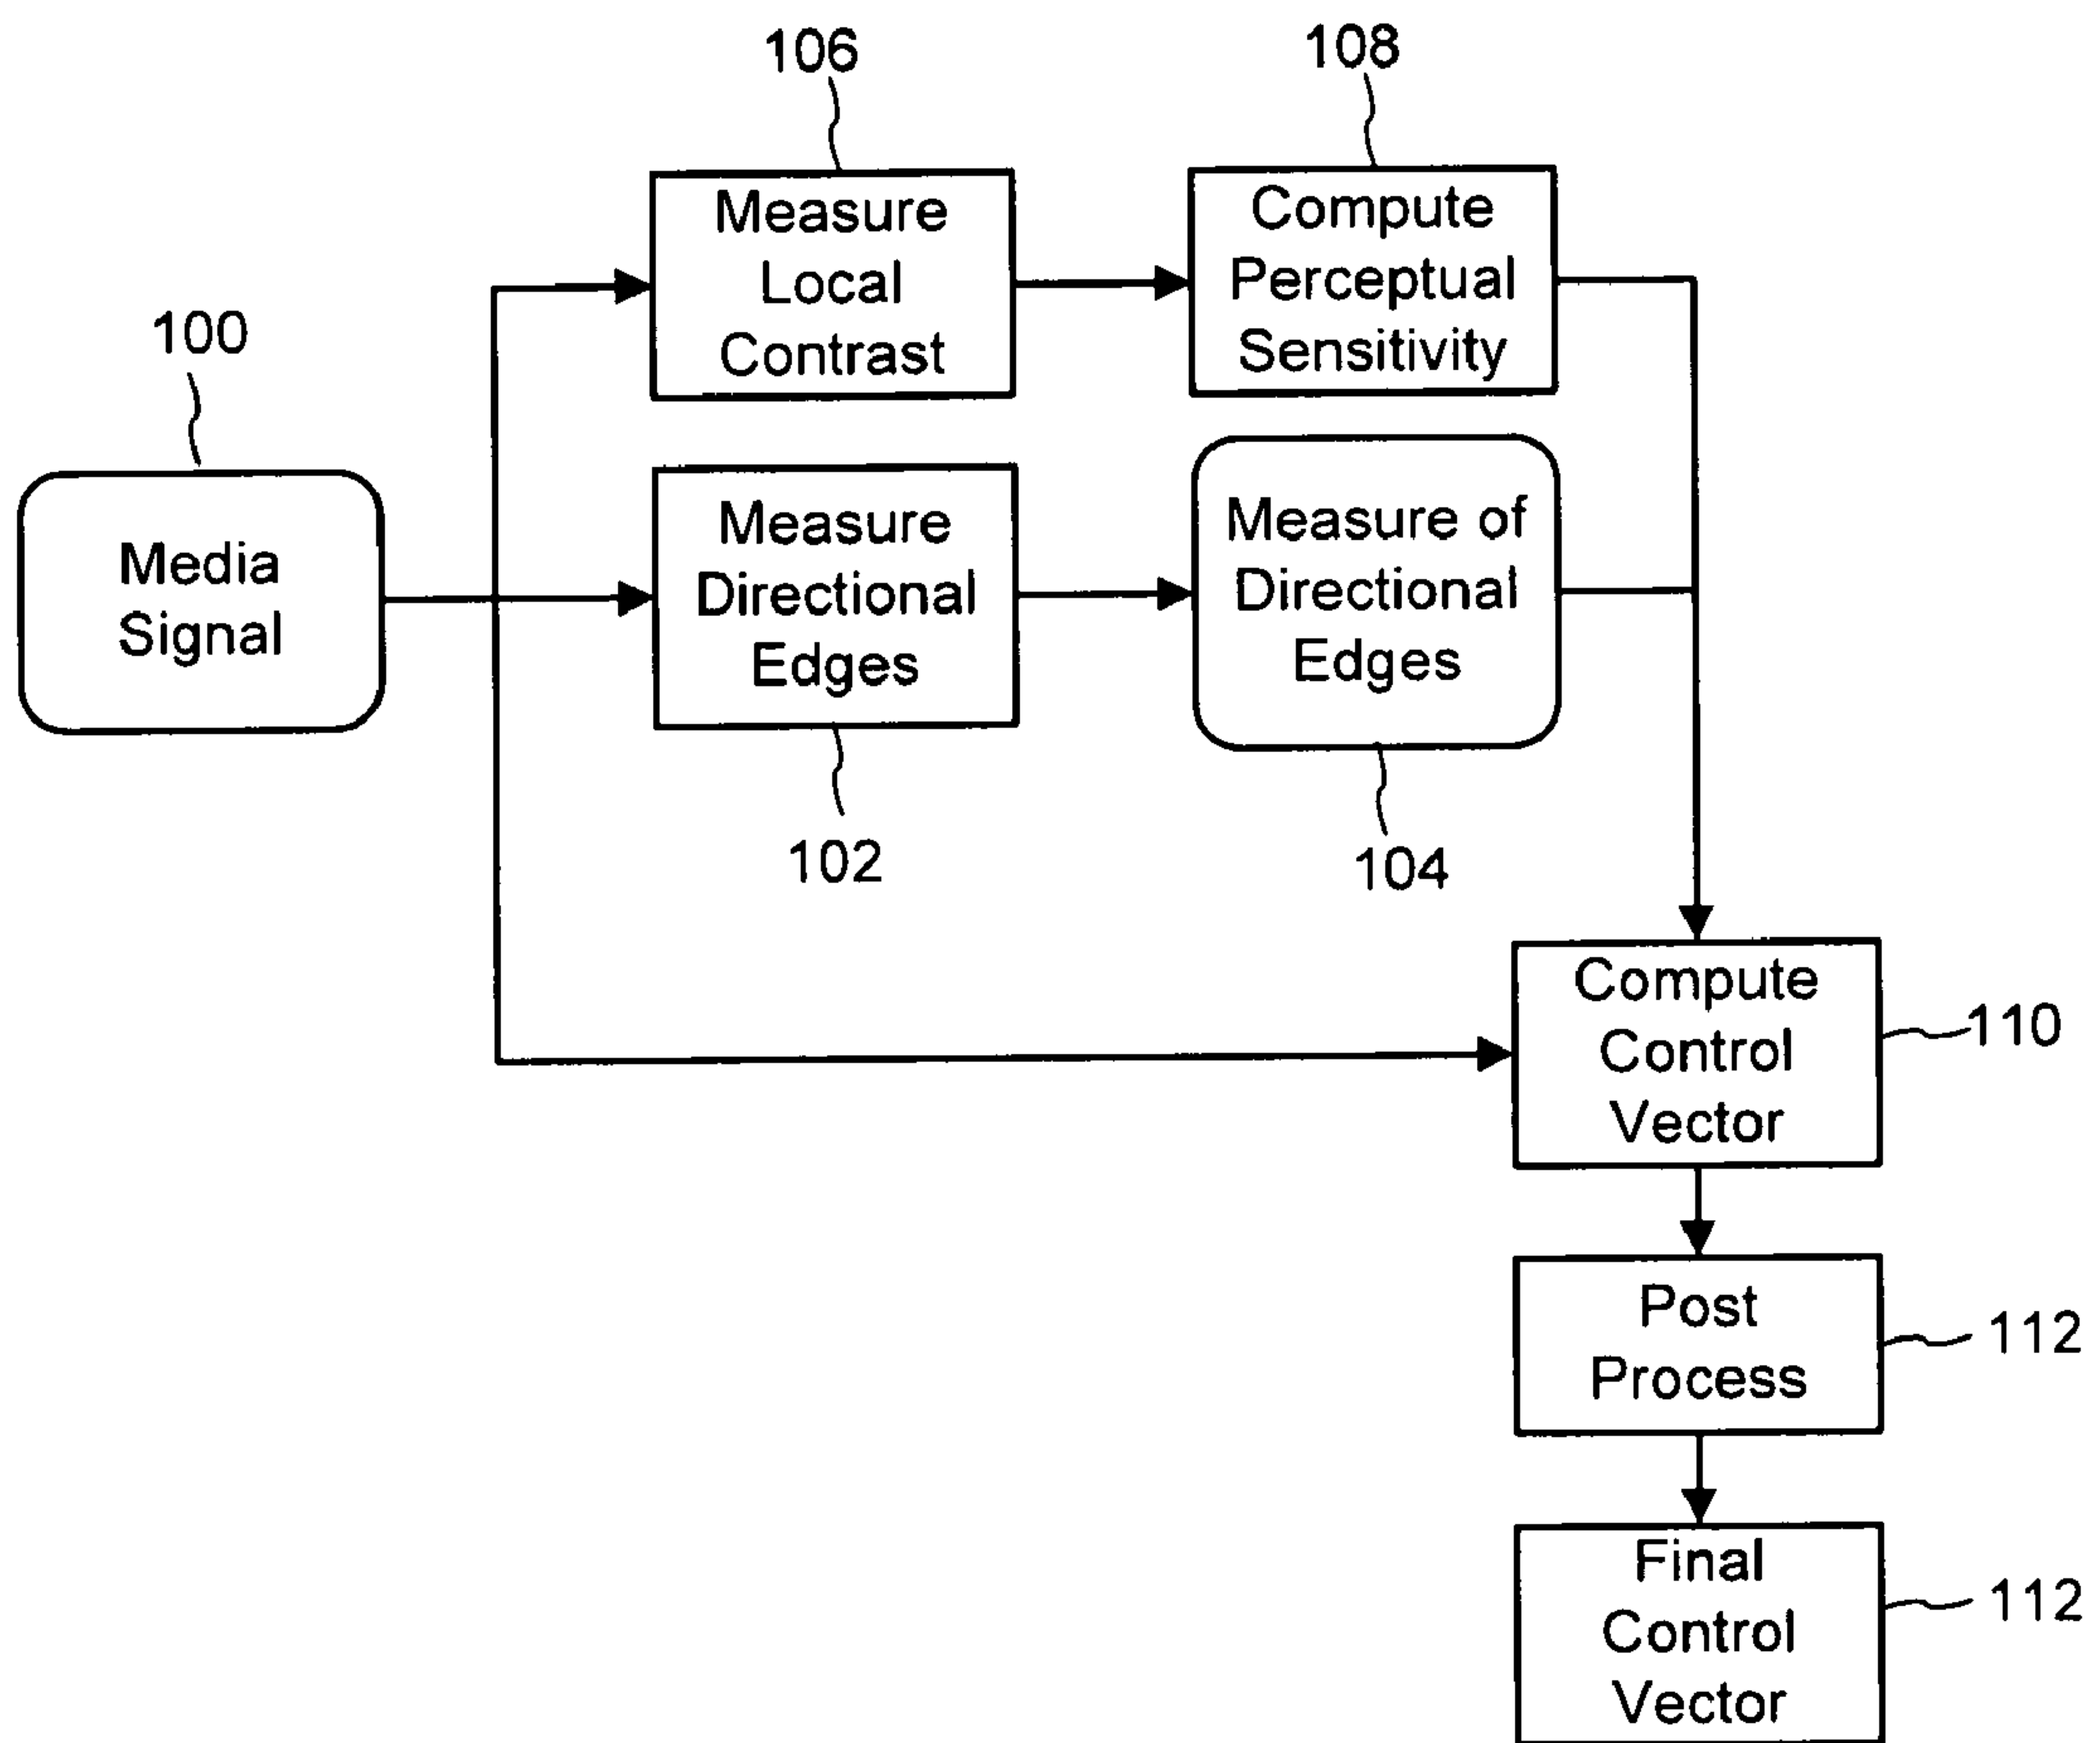 106
108
Measure
Local
Contrast
Compute
Perceptual
Sensitivity
100
Media
Signal
Measure
Directional
Edges
Measure of
Directional
Edges
102
104
Compute
Control
Vector
110
Post
Process
112
Final
Control
Vector
112